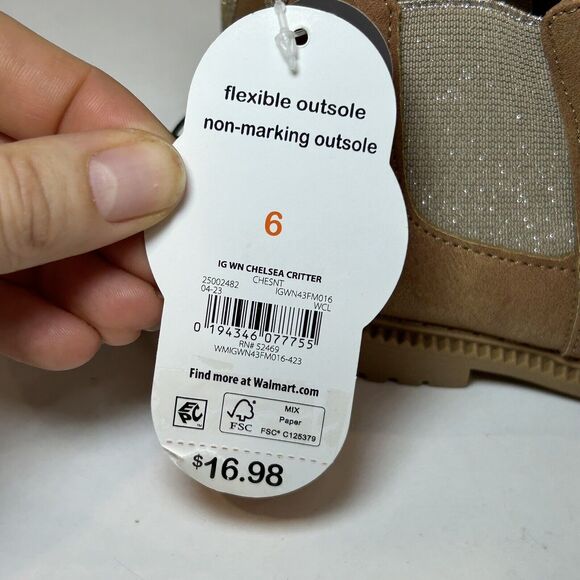 flexible outsole
non-marking outsole
6
IG WN CHELSEA CRITTER
25002482 CHESNT IGWN43FM016
04-23 WCL
0 194346 077755
RN# 52469
WMIGWN43FM016-423
Find more at Walmart.com
EPC
FSC
MIX
Paper
FSC® C125379
$16.98